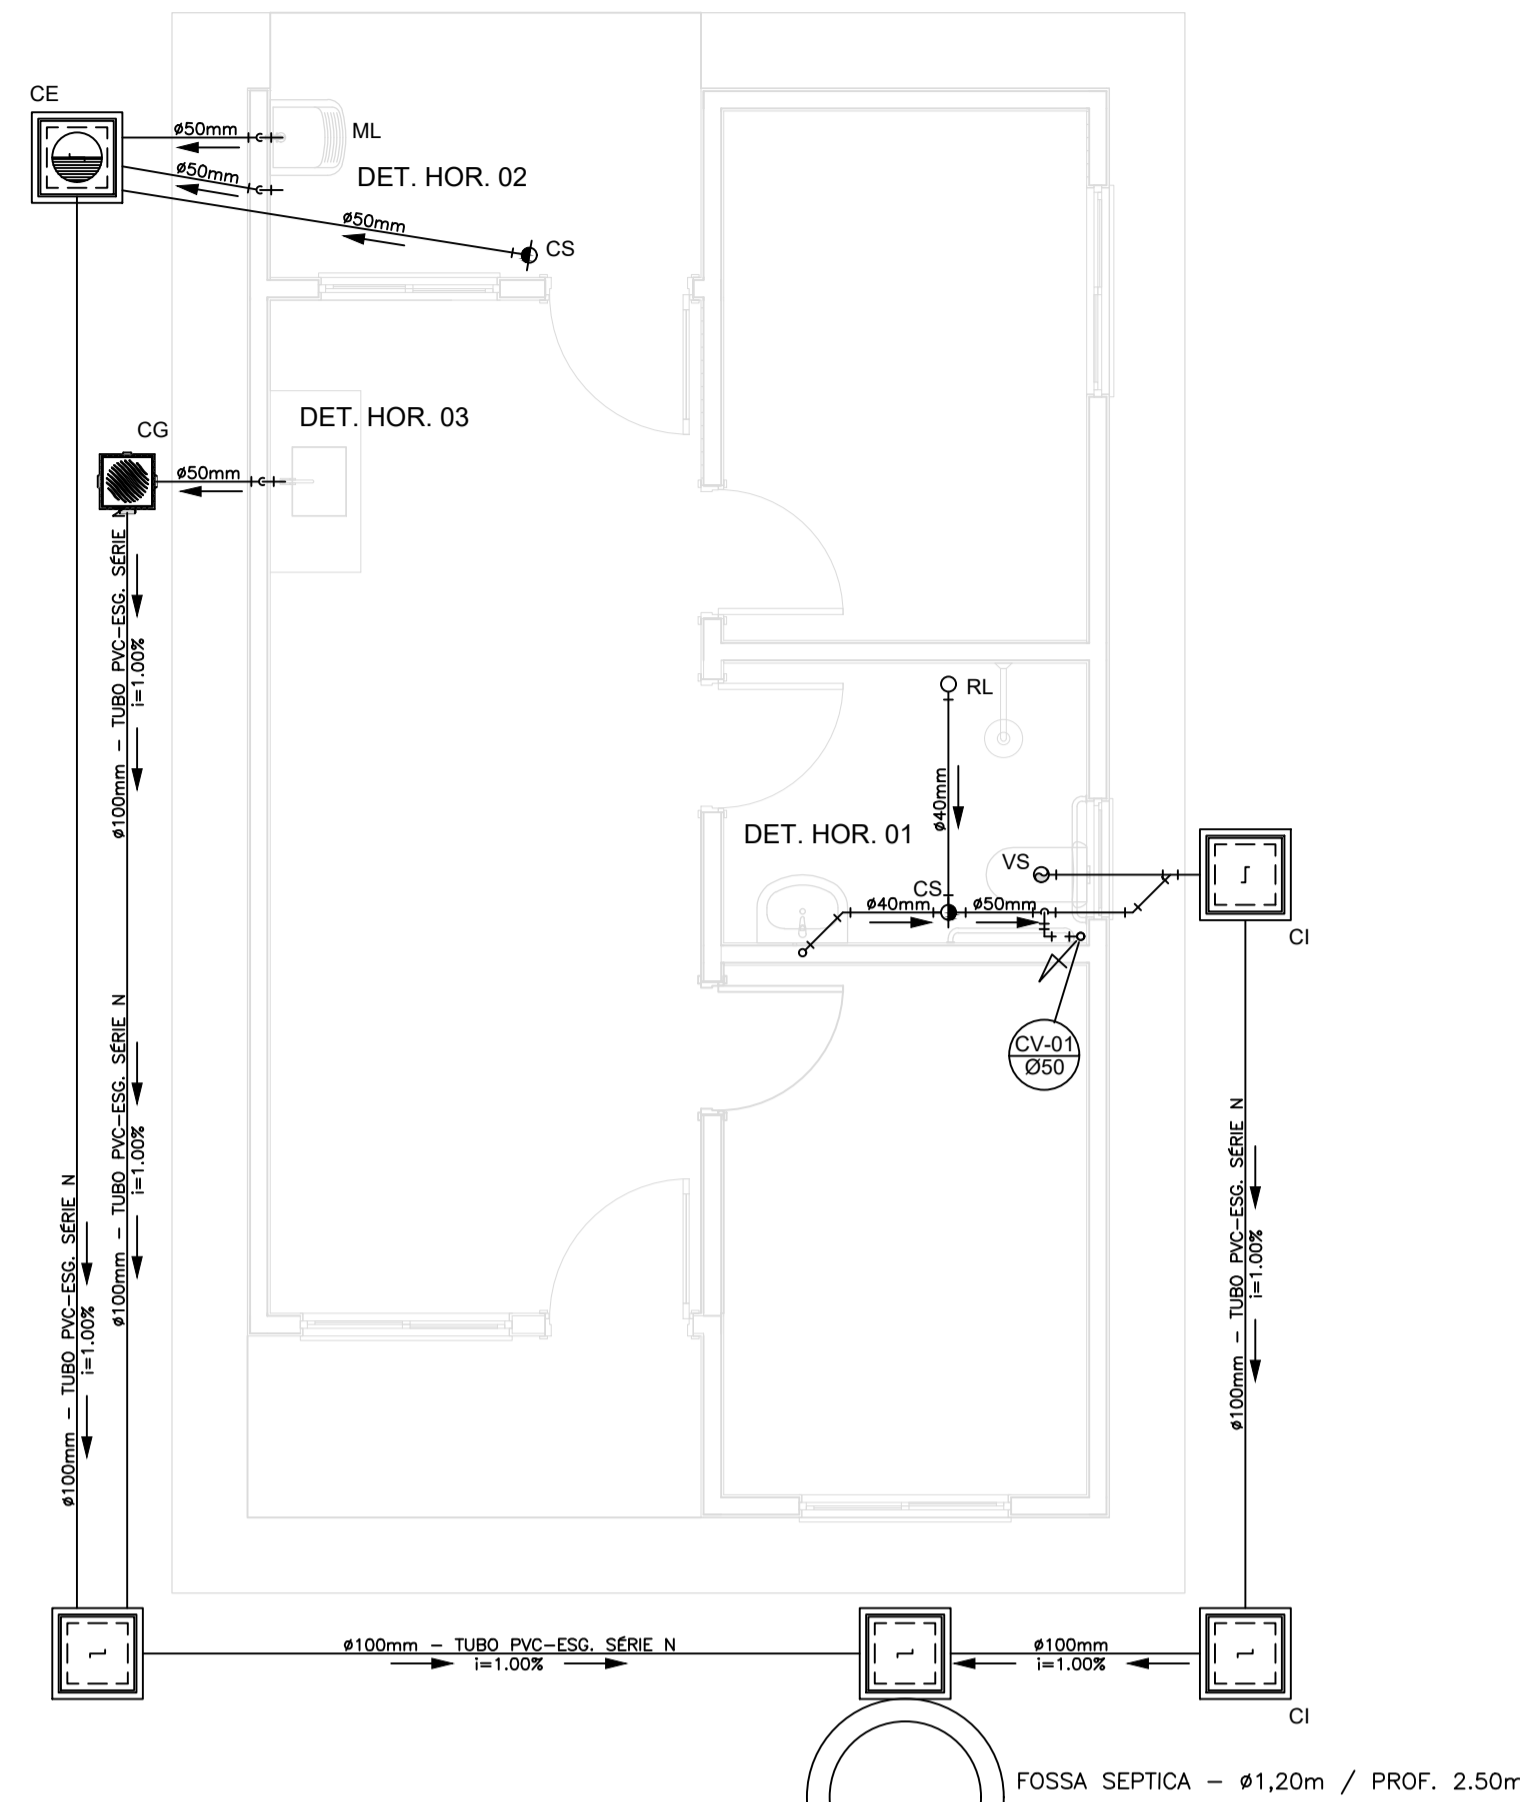 CE
ø50mm
ML
ø50mm
DET. HOR. 02
ø50mm
CS
DET. HOR. 03
CG
ø50mm
ø100mm – TUBO PVC–ESG. SÉRIE N
i=1.00%
RL
ø40mm
DET. HOR. 01
VS
CS
ø40mm
ø50mm
CI
CV-01
Ø50
ø100mm – TUBO PVC–ESG. SÉRIE N
i=1.00%
ø100mm – TUBO PVC–ESG. SÉRIE N
i=1.00%
ø100mm – TUBO PVC–ESG. SÉRIE N
i=1.00%
ø100mm – TUBO PVC–ESG. SÉRIE N
i=1.00%
ø100mm
i=1.00%
CI
FOSSA SEPTICA – ø1,20m / PROF. 2.50m